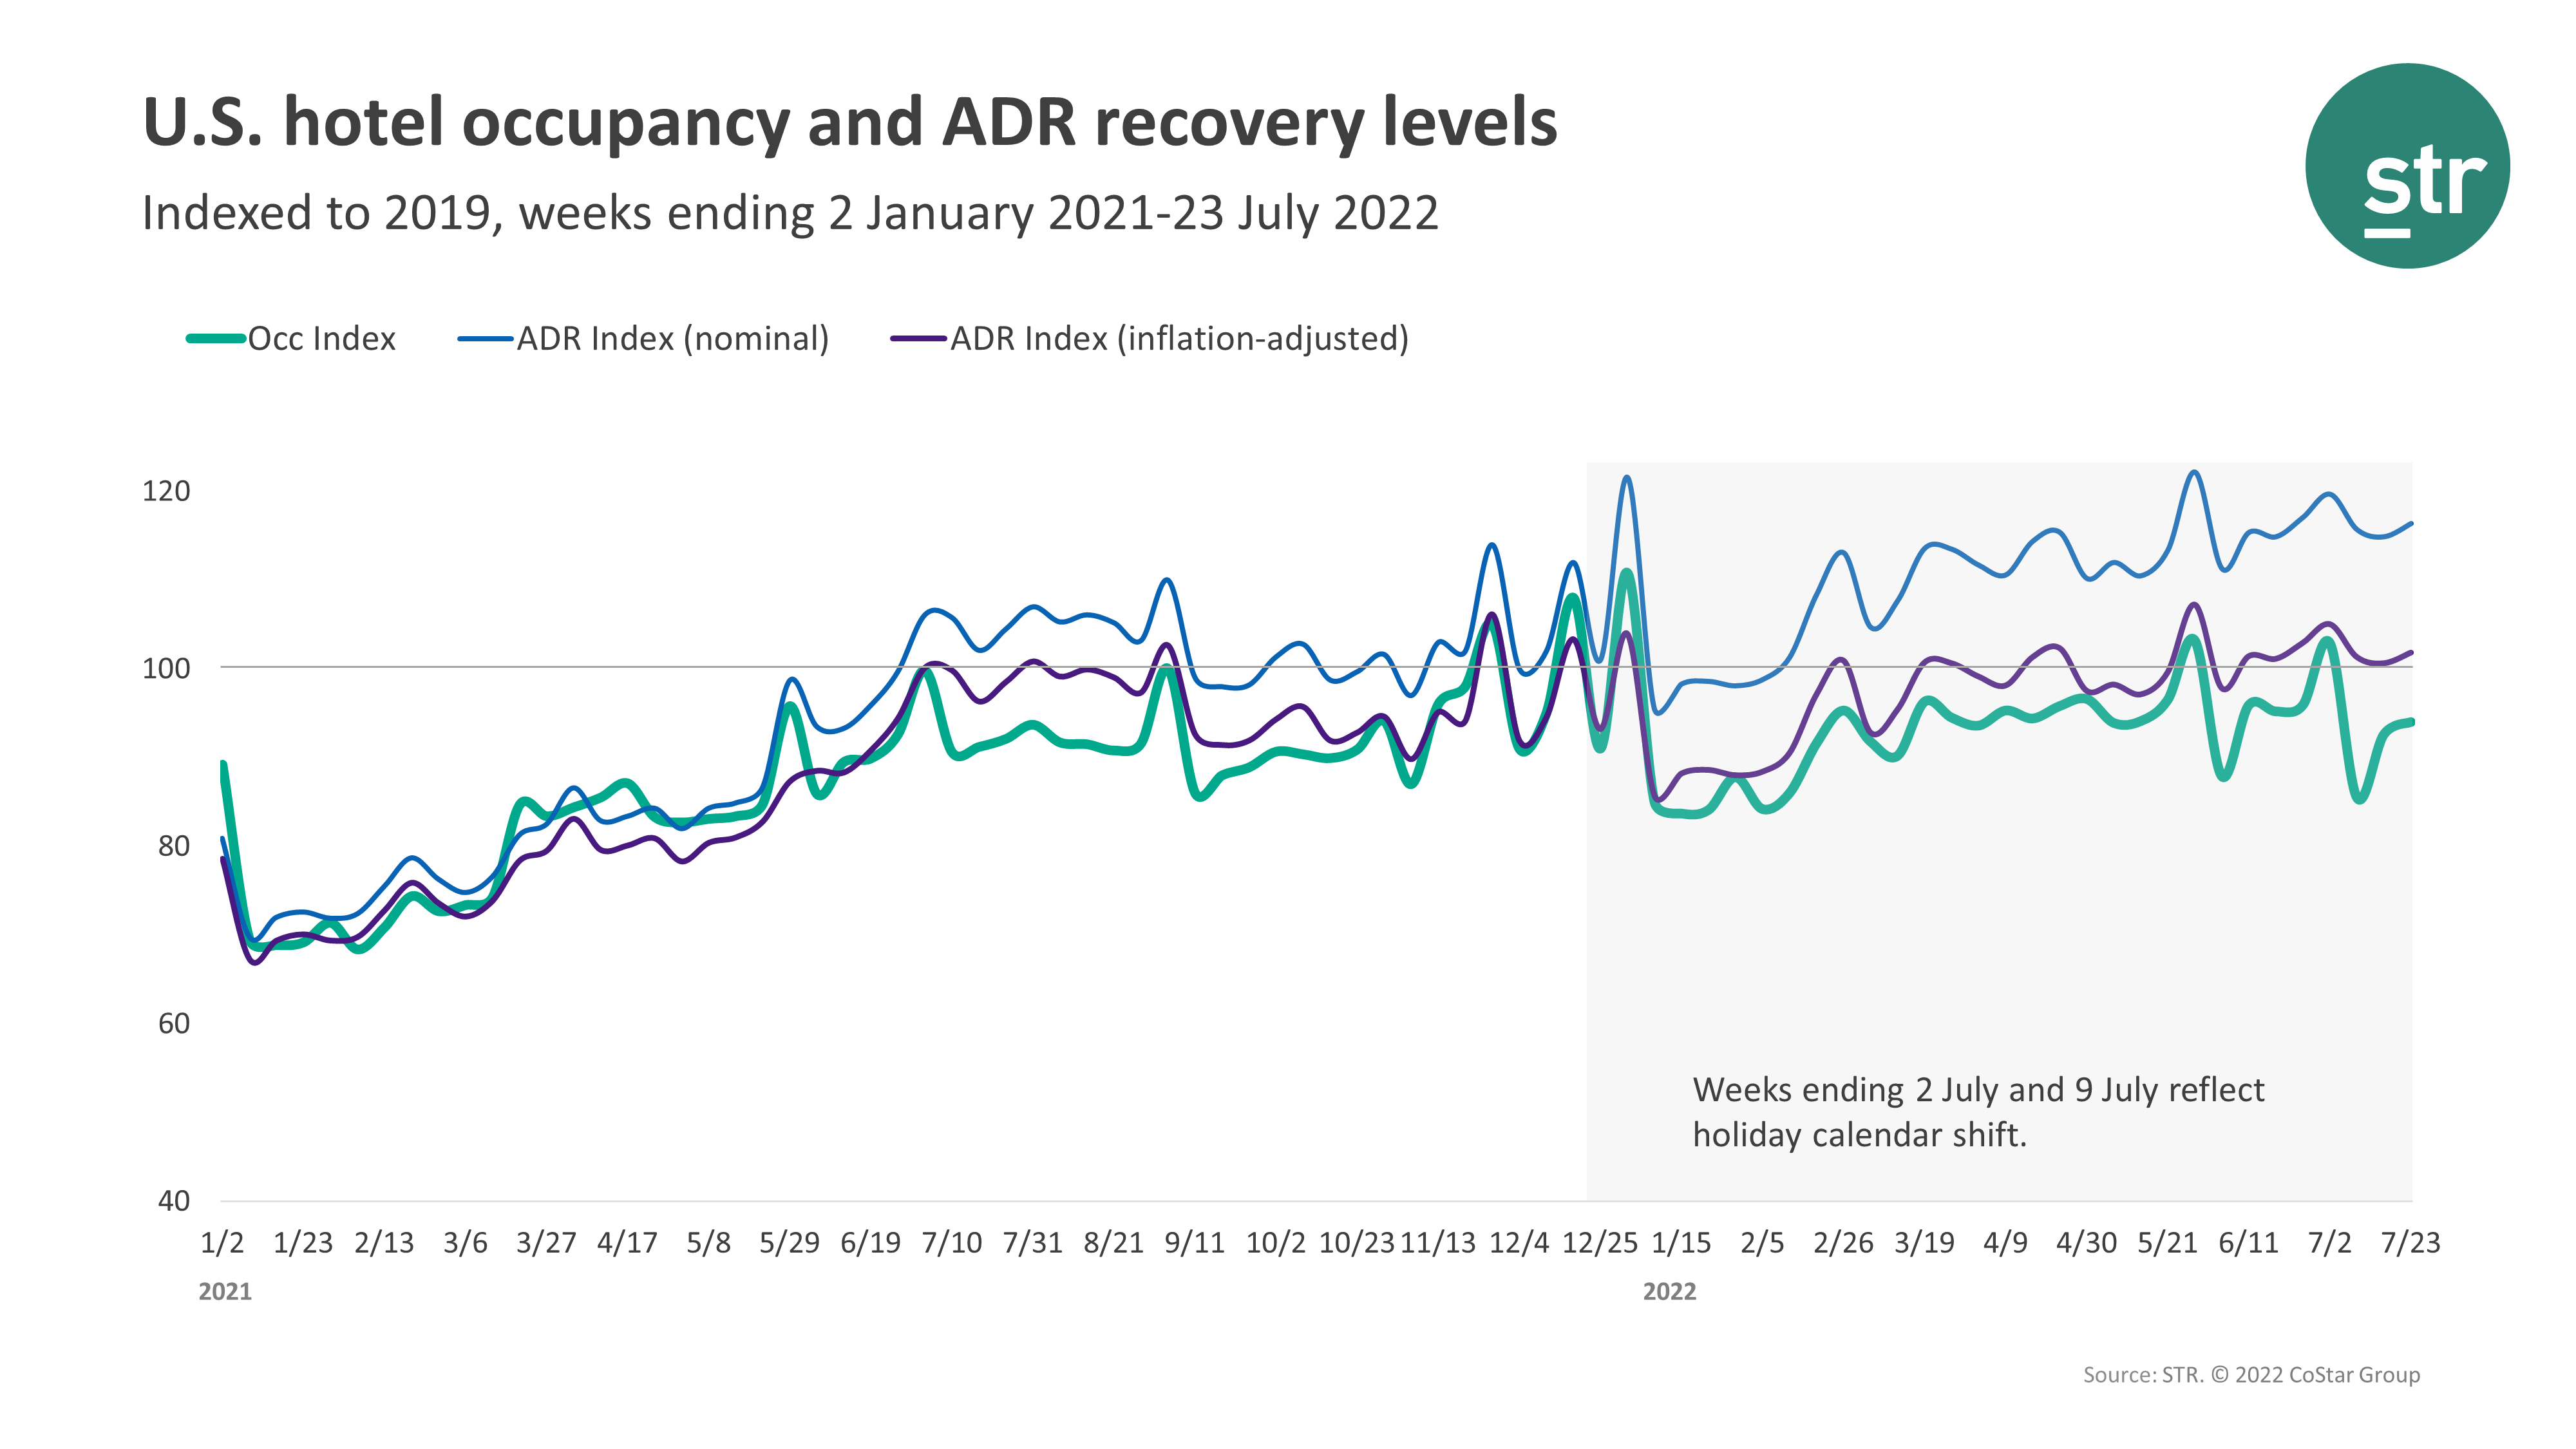 U.S. hotel occupancy and ADR recovery levels
Indexed to 2019, weeks ending 2 January 2021-23 July 2022
str
Occ Index ADR Index (nominal) ADR Index (inflation-adjusted)
120
100
80
60
40
Weeks ending 2 July and 9 July reflect
holiday calendar shift.
1/2 1/23 2/13 3/6 3/27 4/17 5/8 5/29 6/19 7/10 7/31 8/21 9/11 10/2 10/23 11/13 12/4 12/25 1/15 2/5 2/26 3/19 4/9 4/30 5/21 6/11 7/2 7/23
2021 2022
Source: STR. © 2022 CoStar Group